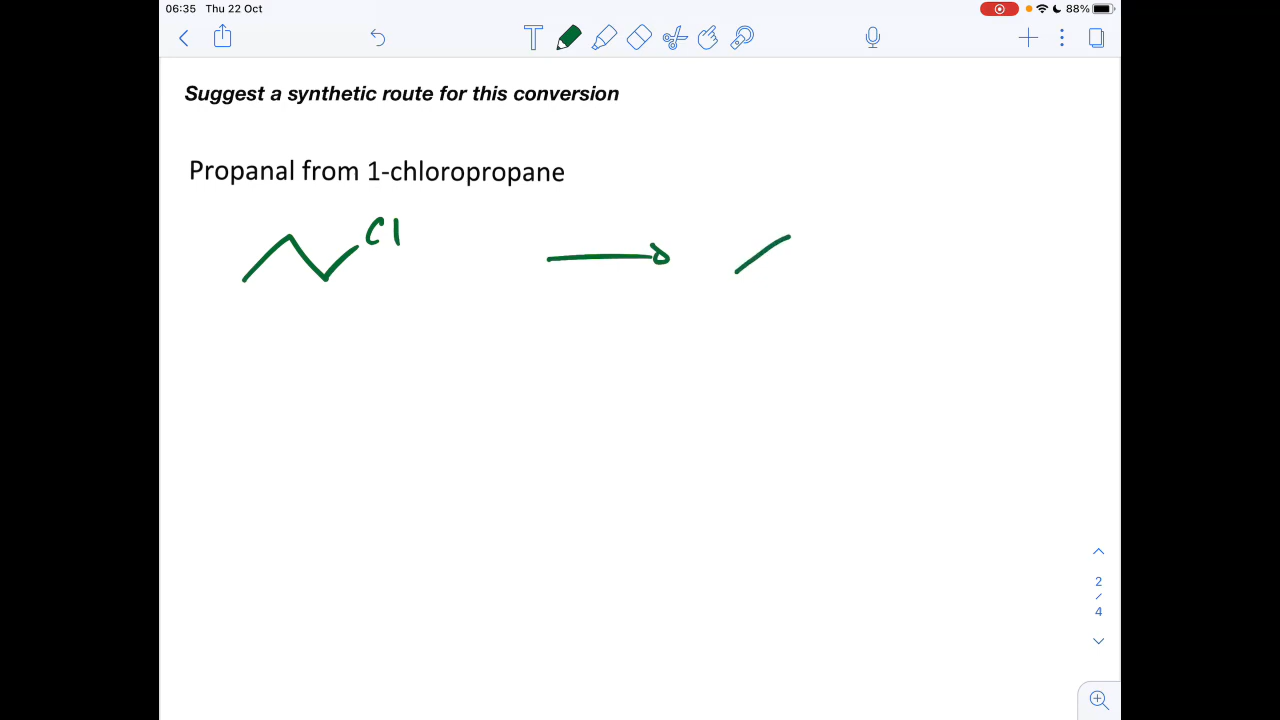 06:35 Thu 22 Oct
88%
T
Suggest a synthetic route for this conversion
Propanal from 1-chloropropane
Cl
2
/
4